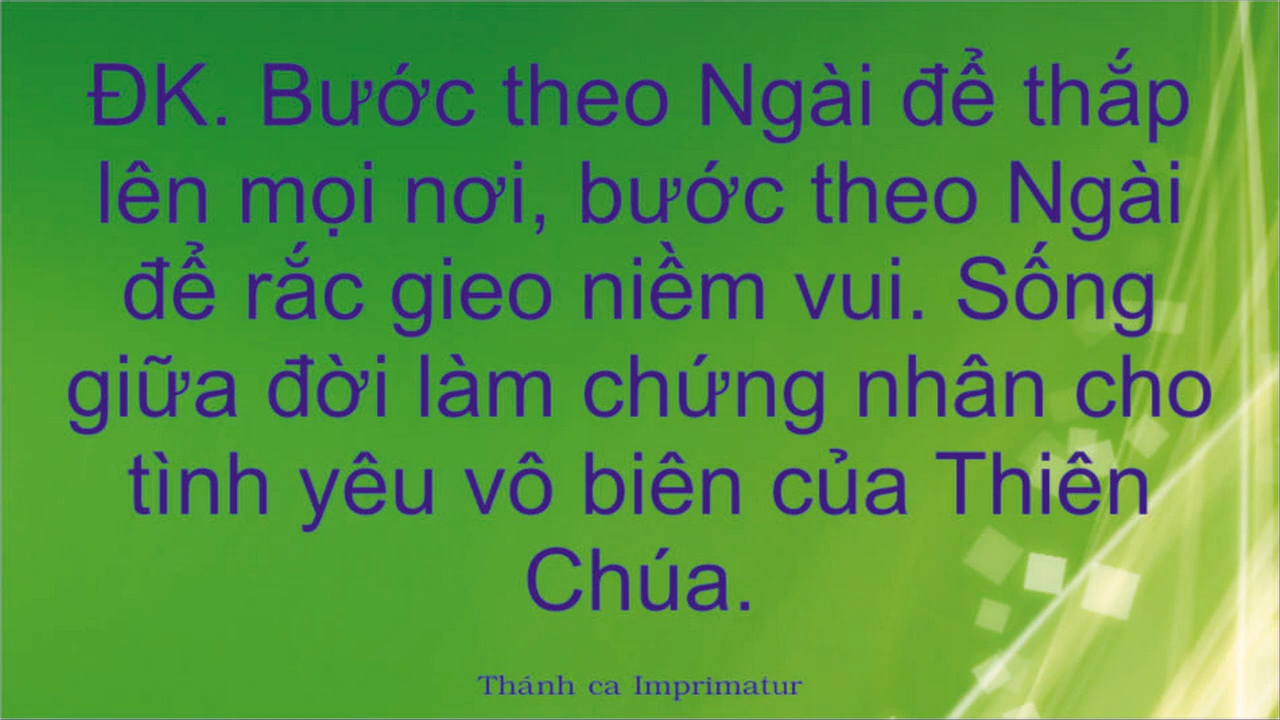 ĐK. Bước theo Ngài để thắp
lên mọi nơi, bước theo Ngài
để rắc gieo niềm vui. Sống
giữa đời làm chứng nhân cho
tình yêu vô biên của Thiên
Chúa.
Thánh ca Imprimatur